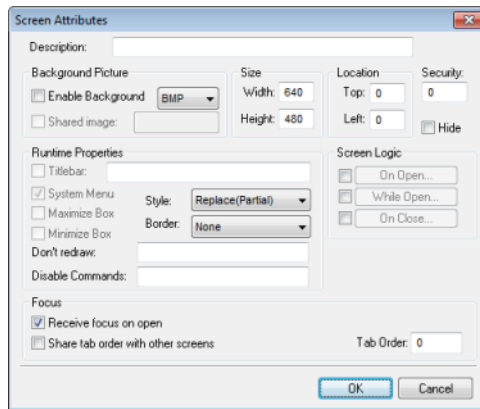 Screen Attributes
Description:
Background Picture
Enable Background BMP
Shared image:
Size
Width: 640
Height: 480
Location
Top: 0
Left: 0
Security:
0
Hide
Runtime Properties
Titlebar:
System Menu
Maximize Box
Minimize Box
Style: Replace(Partial)
Border: None
Don't redraw:
Disable Commands:
Screen Logic
On Open...
While Open...
On Close...
Focus
Receive focus on open
Share tab order with other screens
Tab Order: 0
OK Cancel